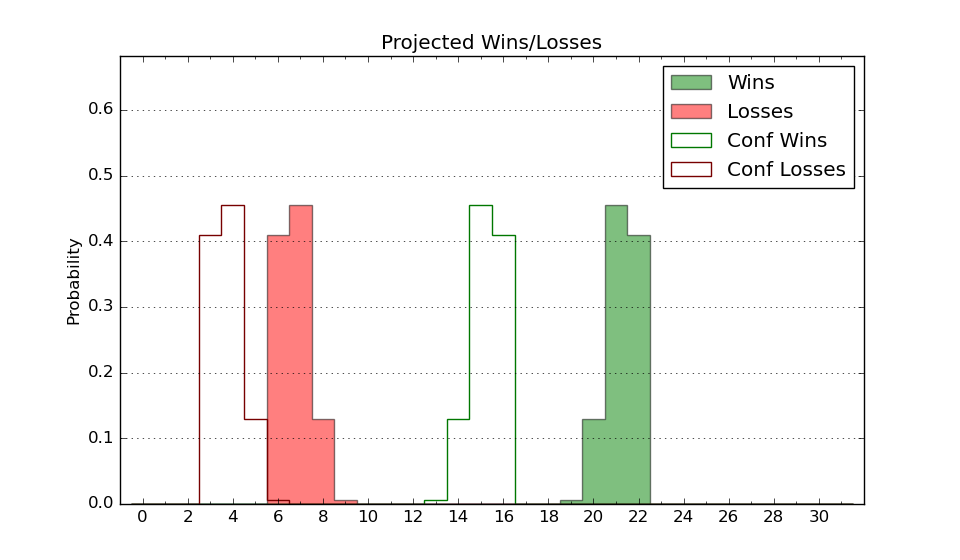 Projected Wins/Losses
Wins
Losses
Conf Wins
Conf Losses
Probability
0.6
0.5
0.4
0.3
0.2
0.1
0.0
0 2 4 6 8 10 12 14 16 18 20 22 24 26 28 30